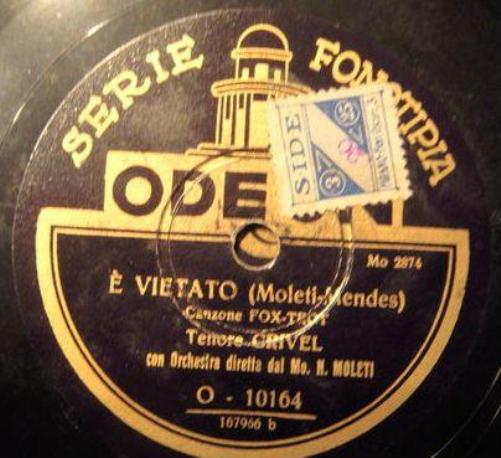 SERIE FONOTIPIA
ODEON
SIDE
Mo 2874
È VIETATO (Moleti-Mendes)
Canzone FOX-TROT
Tenore CRIVEL
con Orchestra diretta dal Mo. N. MOLETI
O - 10164
167966 b